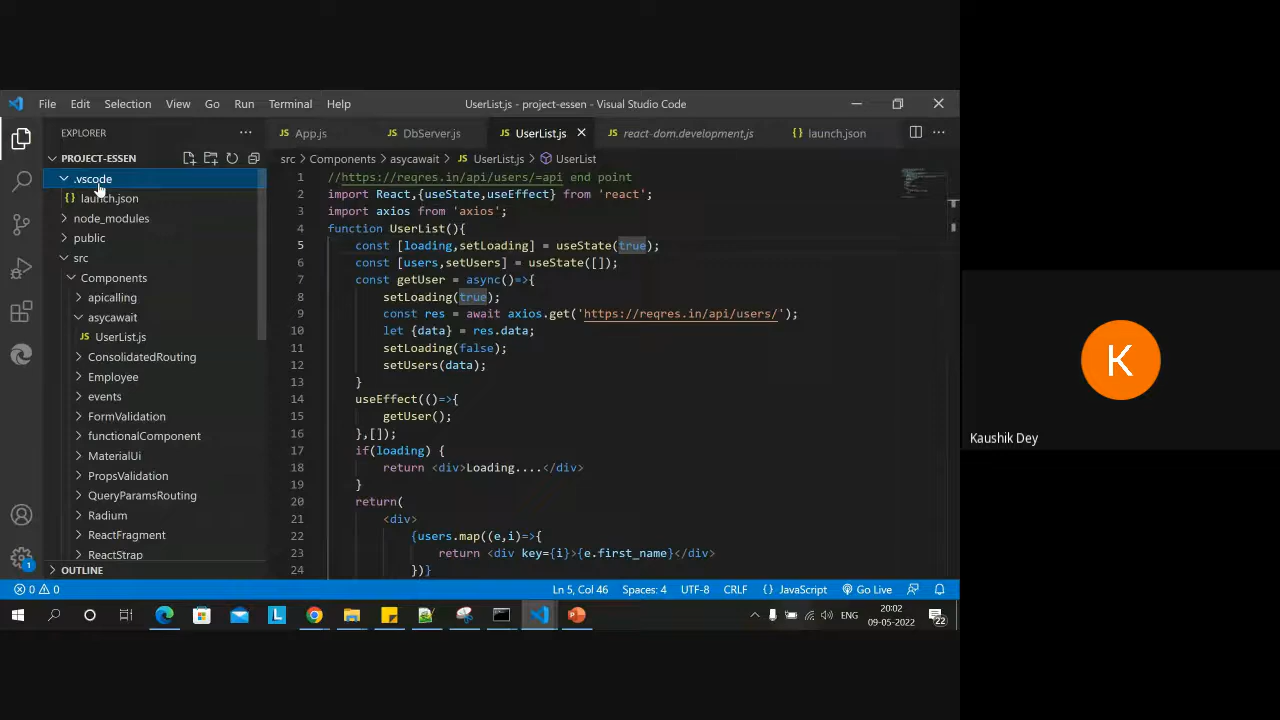 File Edit Selection View Go Run Terminal Help
UserList.js - project-essen - Visual Studio Code
EXPLORER
PROJECT-ESSEN
.vscode
{} launch.json
node_modules
public
src
Components
apicalling
asycawait
JS UserList.js
ConsolidatedRouting
Employee
events
FormValidation
functionalComponent
MaterialUi
PropsValidation
QueryParamsRouting
Radium
ReactFragment
ReactStrap
OUTLINE
JS App.js JS DbServer.js JS UserList.js JS react-dom.development.js JS launch.json
src > Components > asycawait > JS UserList.js > UserList
1 //https://reqres.in/api/users/=api end point
2 import React,{useState,useEffect} from 'react';
3 import axios from 'axios';
4 function UserList(){
5 const [loading,setLoading] = useState(true);
6 const [users,setUsers] = useState([]);
7 const getUser = async()=>{
8 setLoading(true);
9 const res = await axios.get('https://reqres.in/api/users/');
10 let {data} = res.data;
11 setLoading(false);
12 setUsers(data);
13 }
14 useEffect(()=>{
15 getUser();
16 },[]);
17 if(loading) {
18 return <div>Loading....</div>
19 }
20 return(
21 <div>
22 {users.map((e,i)=>{
23 return <div key={i}>{e.first_name}</div>
24 })}
1
0 0 Ln 5, Col 46 Spaces: 4 UTF-8 CRLF {} JavaScript Go Live
L ENG 20:02
09-05-2022 22
K
Kaushik Dey